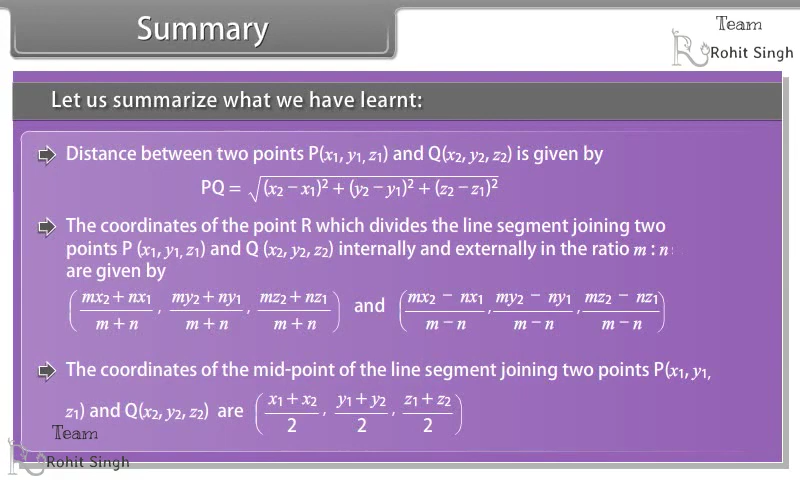 Summary
Team
Rohit Singh
Let us summarize what we have learnt:
Distance between two points P(x₁, y₁, z₁) and Q(x₂, y₂, z₂) is given by
PQ = √(x₂ − x₁)² + (y₂ − y₁)² + (z₂ − z₁)²
The coordinates of the point R which divides the line segment joining two
points P (x₁, y₁, z₁) and Q (x₂, y₂, z₂) internally and externally in the ratio m : n
are given by
((mx₂ + nx₁)/(m + n), (my₂ + ny₁)/(m + n), (mz₂ + nz₁)/(m + n)) and ((mx₂ − nx₁)/(m − n), (my₂ − ny₁)/(m − n), (mz₂ − nz₁)/(m − n))
The coordinates of the mid-point of the line segment joining two points P(x₁, y₁,
z₁) and Q(x₂, y₂, z₂) are ((x₁ + x₂)/2, (y₁ + y₂)/2, (z₁ + z₂)/2)
Team
Rohit Singh